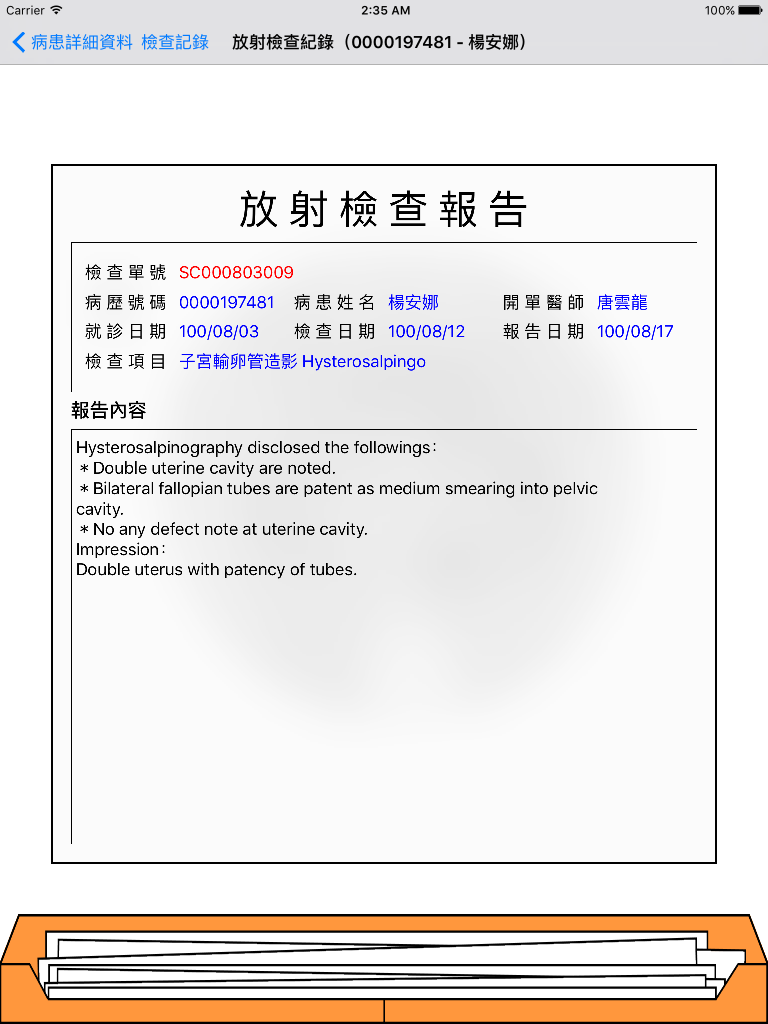 Carrier 2:35 AM 100%
病患詳細資料 檢查記錄 放射檢查紀錄（0000197481 - 楊安娜）
放射檢查報告
檢查單號 SC000803009
病歷號碼 0000197481 病患姓名 楊安娜 開單醫師 唐雲龍
就診日期 100/08/03 檢查日期 100/08/12 報告日期 100/08/17
檢查項目 子宮輸卵管造影 Hysterosalpingo
報告內容
Hysterosalpinography disclosed the followings：
＊Double uterine cavity are noted.
＊Bilateral fallopian tubes are patent as medium smearing into pelvic
cavity.
＊No any defect note at uterine cavity.
Impression：
Double uterus with patency of tubes.